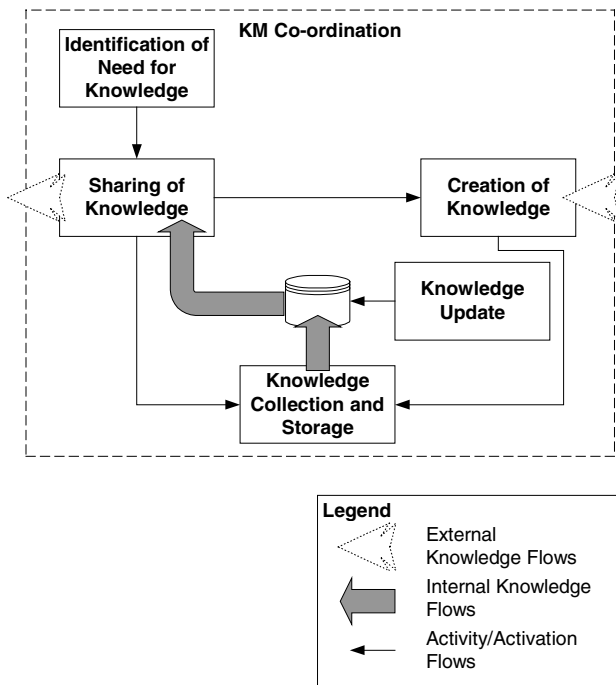 KM Co-ordination
Identification of
Need for
Knowledge
Sharing of
Knowledge
Creation of
Knowledge
Knowledge
Update
Knowledge
Collection and
Storage
Legend
External
Knowledge Flows
Internal Knowledge
Flows
Activity/Activation
Flows